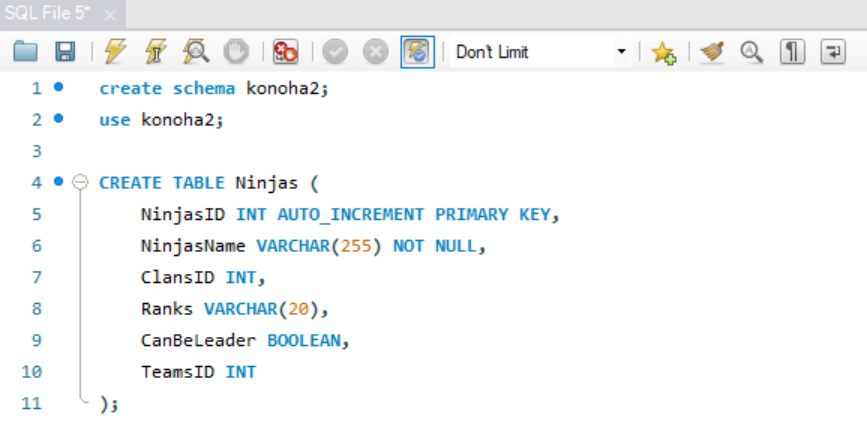 SQL File 5*
Don't Limit
1 create schema konoha2;
2 use konoha2;
3
4 CREATE TABLE Ninjas (
5 NinjasID INT AUTO_INCREMENT PRIMARY KEY,
6 NinjasName VARCHAR(255) NOT NULL,
7 ClansID INT,
8 Ranks VARCHAR(20),
9 CanBeLeader BOOLEAN,
10 TeamsID INT
11 );